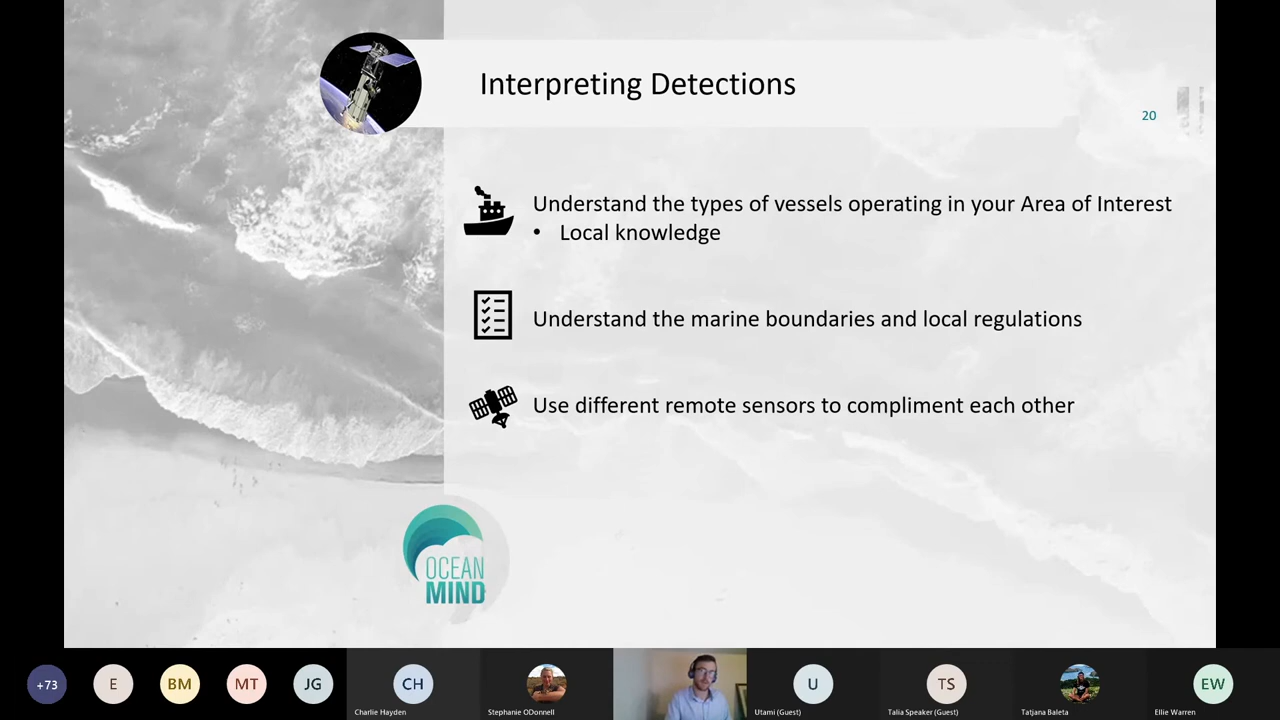 Interpreting Detections
20
Understand the types of vessels operating in your Area of Interest
• Local knowledge
Understand the marine boundaries and local regulations
Use different remote sensors to compliment each other
OCEAN
MIND
+73
E
BM
MT
JG
CH
U
TS
EW
Charlie Hayden
Stephanie ODonnell
Utami (Guest)
Talia Speaker (Guest)
Tatjana Baleta
Ellie Warren